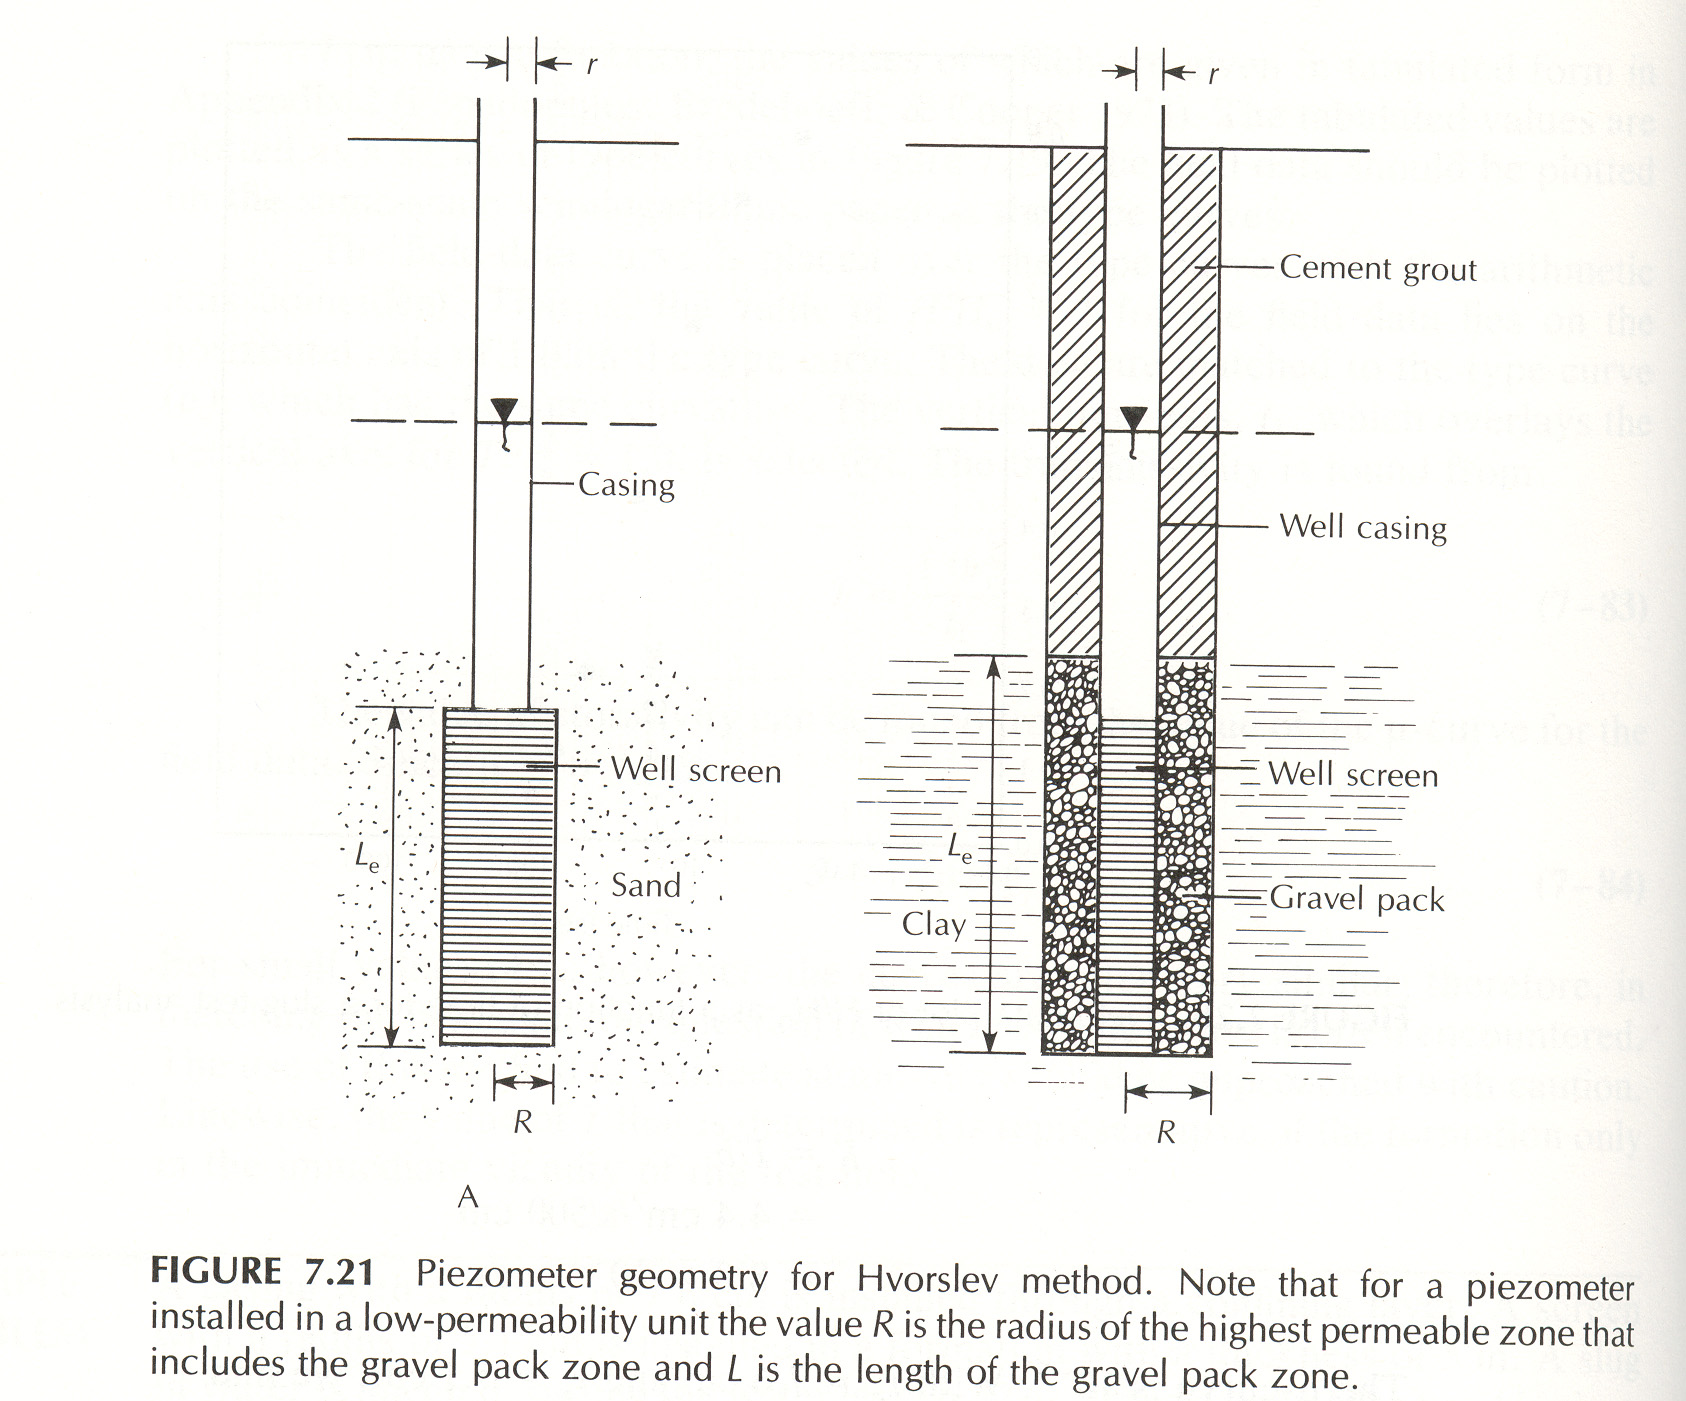 r
r
Cement grout
Casing
Well casing
Well screen
Well screen
Le
Le
Sand
Gravel pack
Clay
R
R
A
FIGURE 7.21 Piezometer geometry for Hvorslev method. Note that for a piezometer
installed in a low-permeability unit the value R is the radius of the highest permeable zone that
includes the gravel pack zone and L is the length of the gravel pack zone.